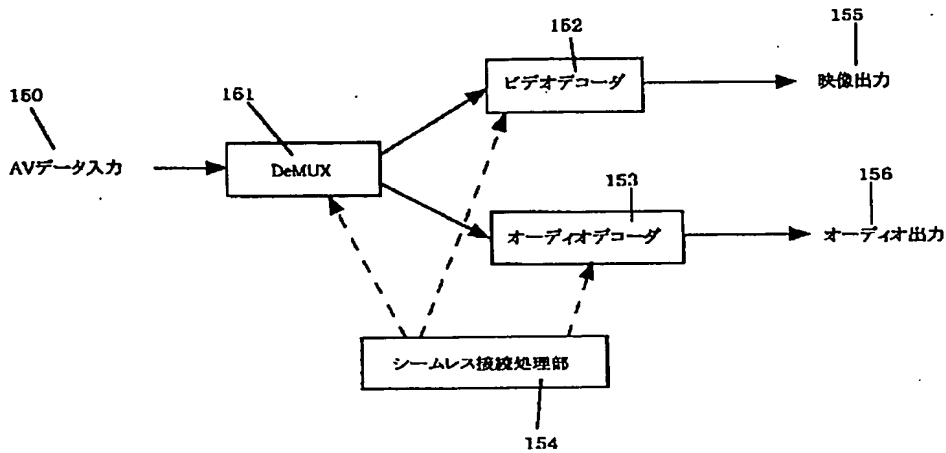 152
155
ビデオデコーダ
映像出力
150
151
AVデータ入力
DeMUX
153
156
オーディオデコーダ
オーディオ出力
シームレス接続処理部
154